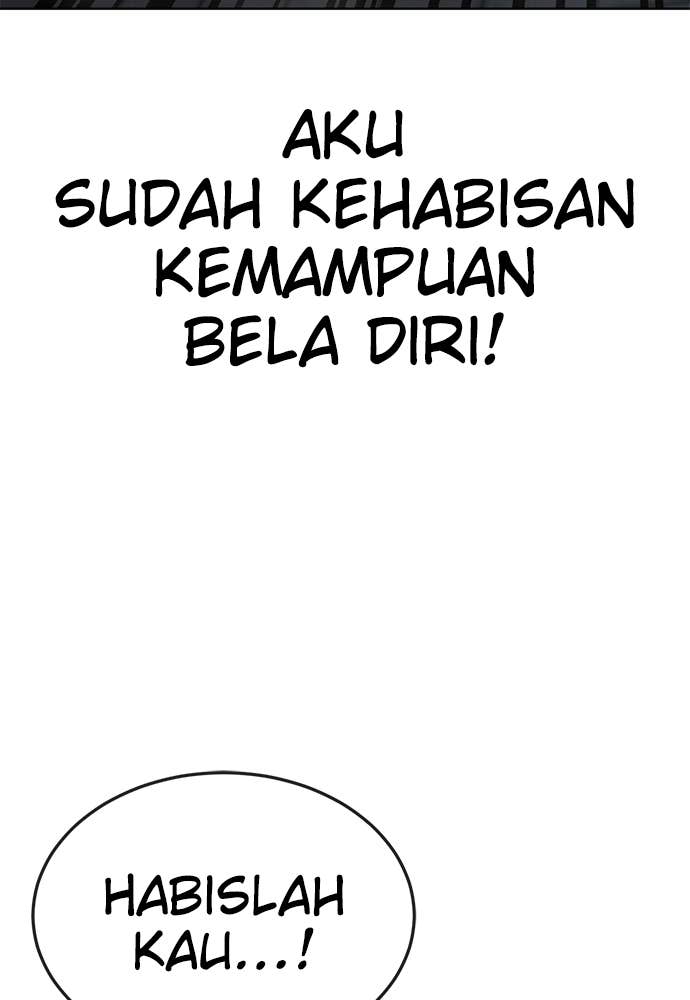 AKU
SUDAH KEHABISAN
KEMAMPUAN
BELA DIRI!
HABISLAH
KAU...!